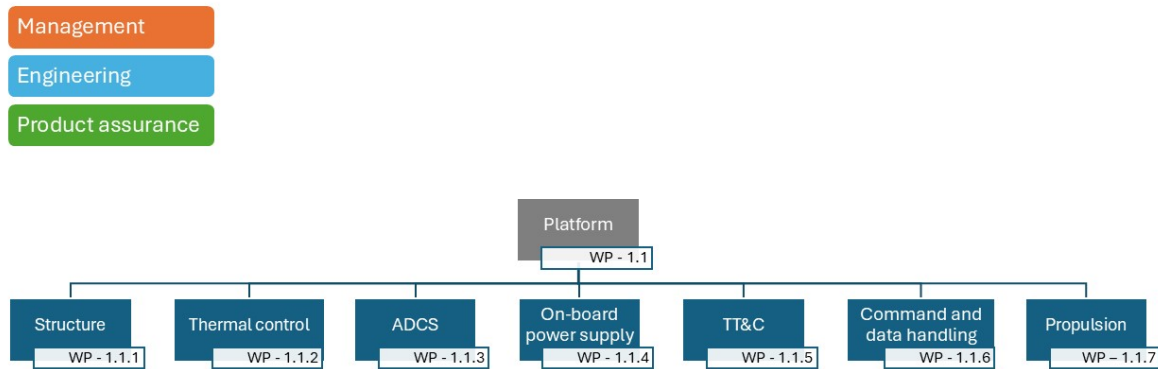 Management
Engineering
Product assurance
Platform
WP - 1.1
Structure
WP - 1.1.1
Thermal control
WP - 1.1.2
ADCS
WP - 1.1.3
On-board
power supply
WP - 1.1.4
TT&C
WP - 1.1.5
Command and
data handling
WP - 1.1.6
Propulsion
WP – 1.1.7